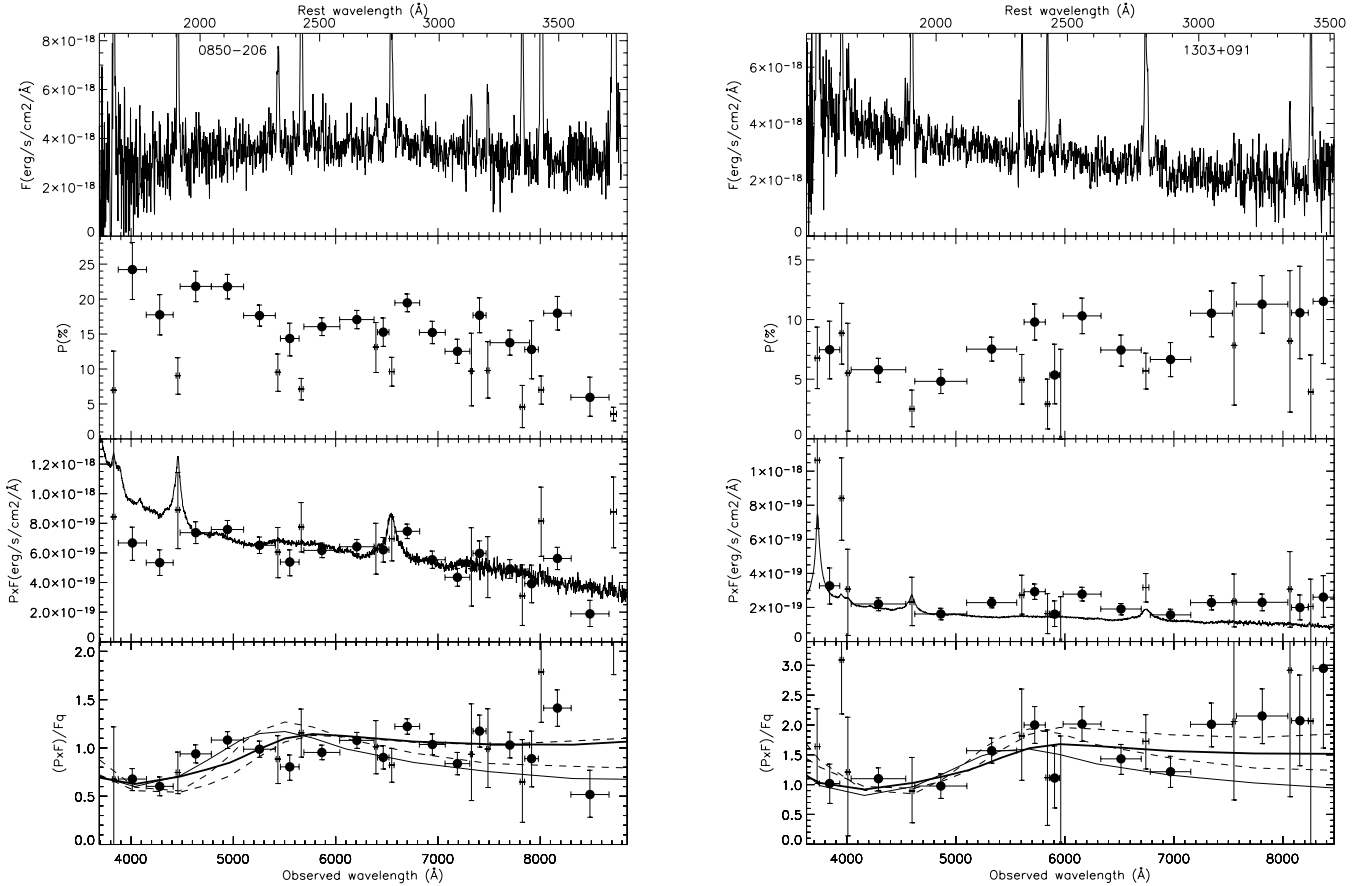 Rest wavelength (Å)
2000 2500 3000 3500
0850−206
8×10⁻¹⁸
6×10⁻¹⁸
4×10⁻¹⁸
2×10⁻¹⁸
0
F(erg/s/cm2/Å)
25
20
15
10
5
0
P(%)
1.2×10⁻¹⁸
1.0×10⁻¹⁸
8.0×10⁻¹⁹
6.0×10⁻¹⁹
4.0×10⁻¹⁹
2.0×10⁻¹⁹
0
PxF(erg/s/cm2/Å)
2.0
1.5
1.0
0.5
0.0
(PxF)/Fq
4000 5000 6000 7000 8000
Observed wavelength (Å)
Rest wavelength (Å)
2000 2500 3000 3500
1303+091
6×10⁻¹⁸
4×10⁻¹⁸
2×10⁻¹⁸
0
F(erg/s/cm2/Å)
15
10
5
0
P(%)
1×10⁻¹⁸
8×10⁻¹⁹
6×10⁻¹⁹
4×10⁻¹⁹
2×10⁻¹⁹
0
PxF(erg/s/cm2/Å)
3.0
2.5
2.0
1.5
1.0
0.5
0.0
(PxF)/Fq
4000 5000 6000 7000 8000
Observed wavelength (Å)